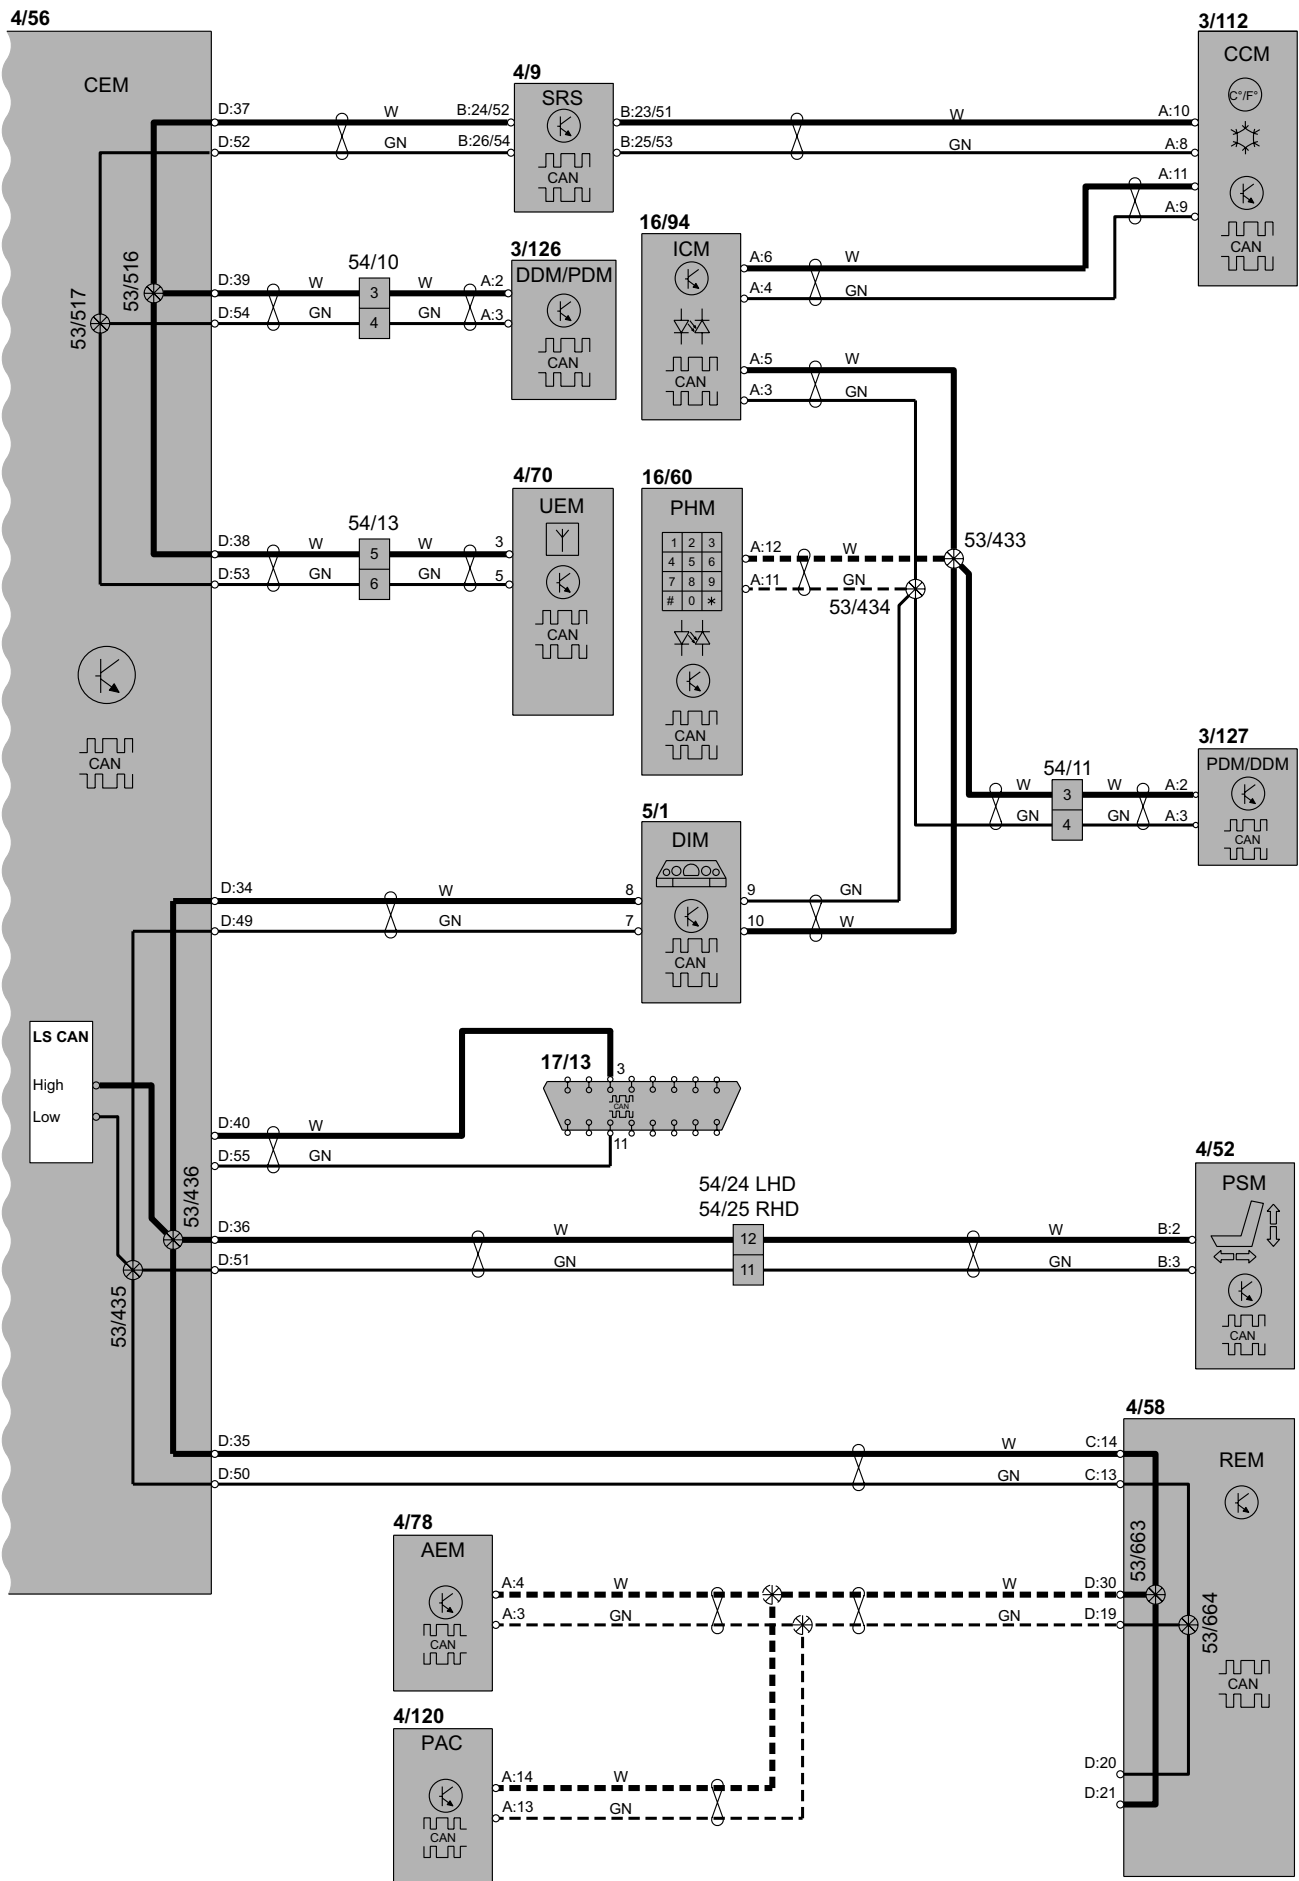 4/56
CEM
D:37
W
B:24/52
D:52
GN
B:26/54
4/9
SRS
CAN
B:23/51
W
A:10
B:25/53
GN
A:8
3/112
CCM
C°/F°
A:11
A:9
CAN
53/516
53/517
D:39
W
54/10
3
W
A:2
D:54
GN
4
GN
A:3
3/126
DDM/PDM
CAN
16/94
ICM
CAN
A:6
W
A:4
GN
A:5
W
A:3
GN
D:38
W
54/13
5
W
3
D:53
GN
6
GN
5
4/70
UEM
CAN
16/60
PHM
1 2 3
4 5 6
7 8 9
# 0 *
CAN
A:12
W
53/433
A:11
GN
53/434
CAN
54/11
W
3
W
A:2
GN
4
GN
A:3
3/127
PDM/DDM
CAN
D:34
W
8
D:49
GN
7
5/1
DIM
CAN
9
GN
10
W
LS CAN
High
Low
17/13
3
CAN
11
D:40
W
D:55
GN
53/436
53/435
D:36
W
54/24 LHD
54/25 RHD
12
W
B:2
D:51
GN
11
GN
B:3
4/52
PSM
CAN
D:35
W
C:14
D:50
GN
C:13
4/58
REM
53/663
53/664
CAN
4/78
AEM
CAN
A:4
W
W
D:30
A:3
GN
GN
D:19
4/120
PAC
CAN
A:14
W
A:13
GN
D:20
D:21